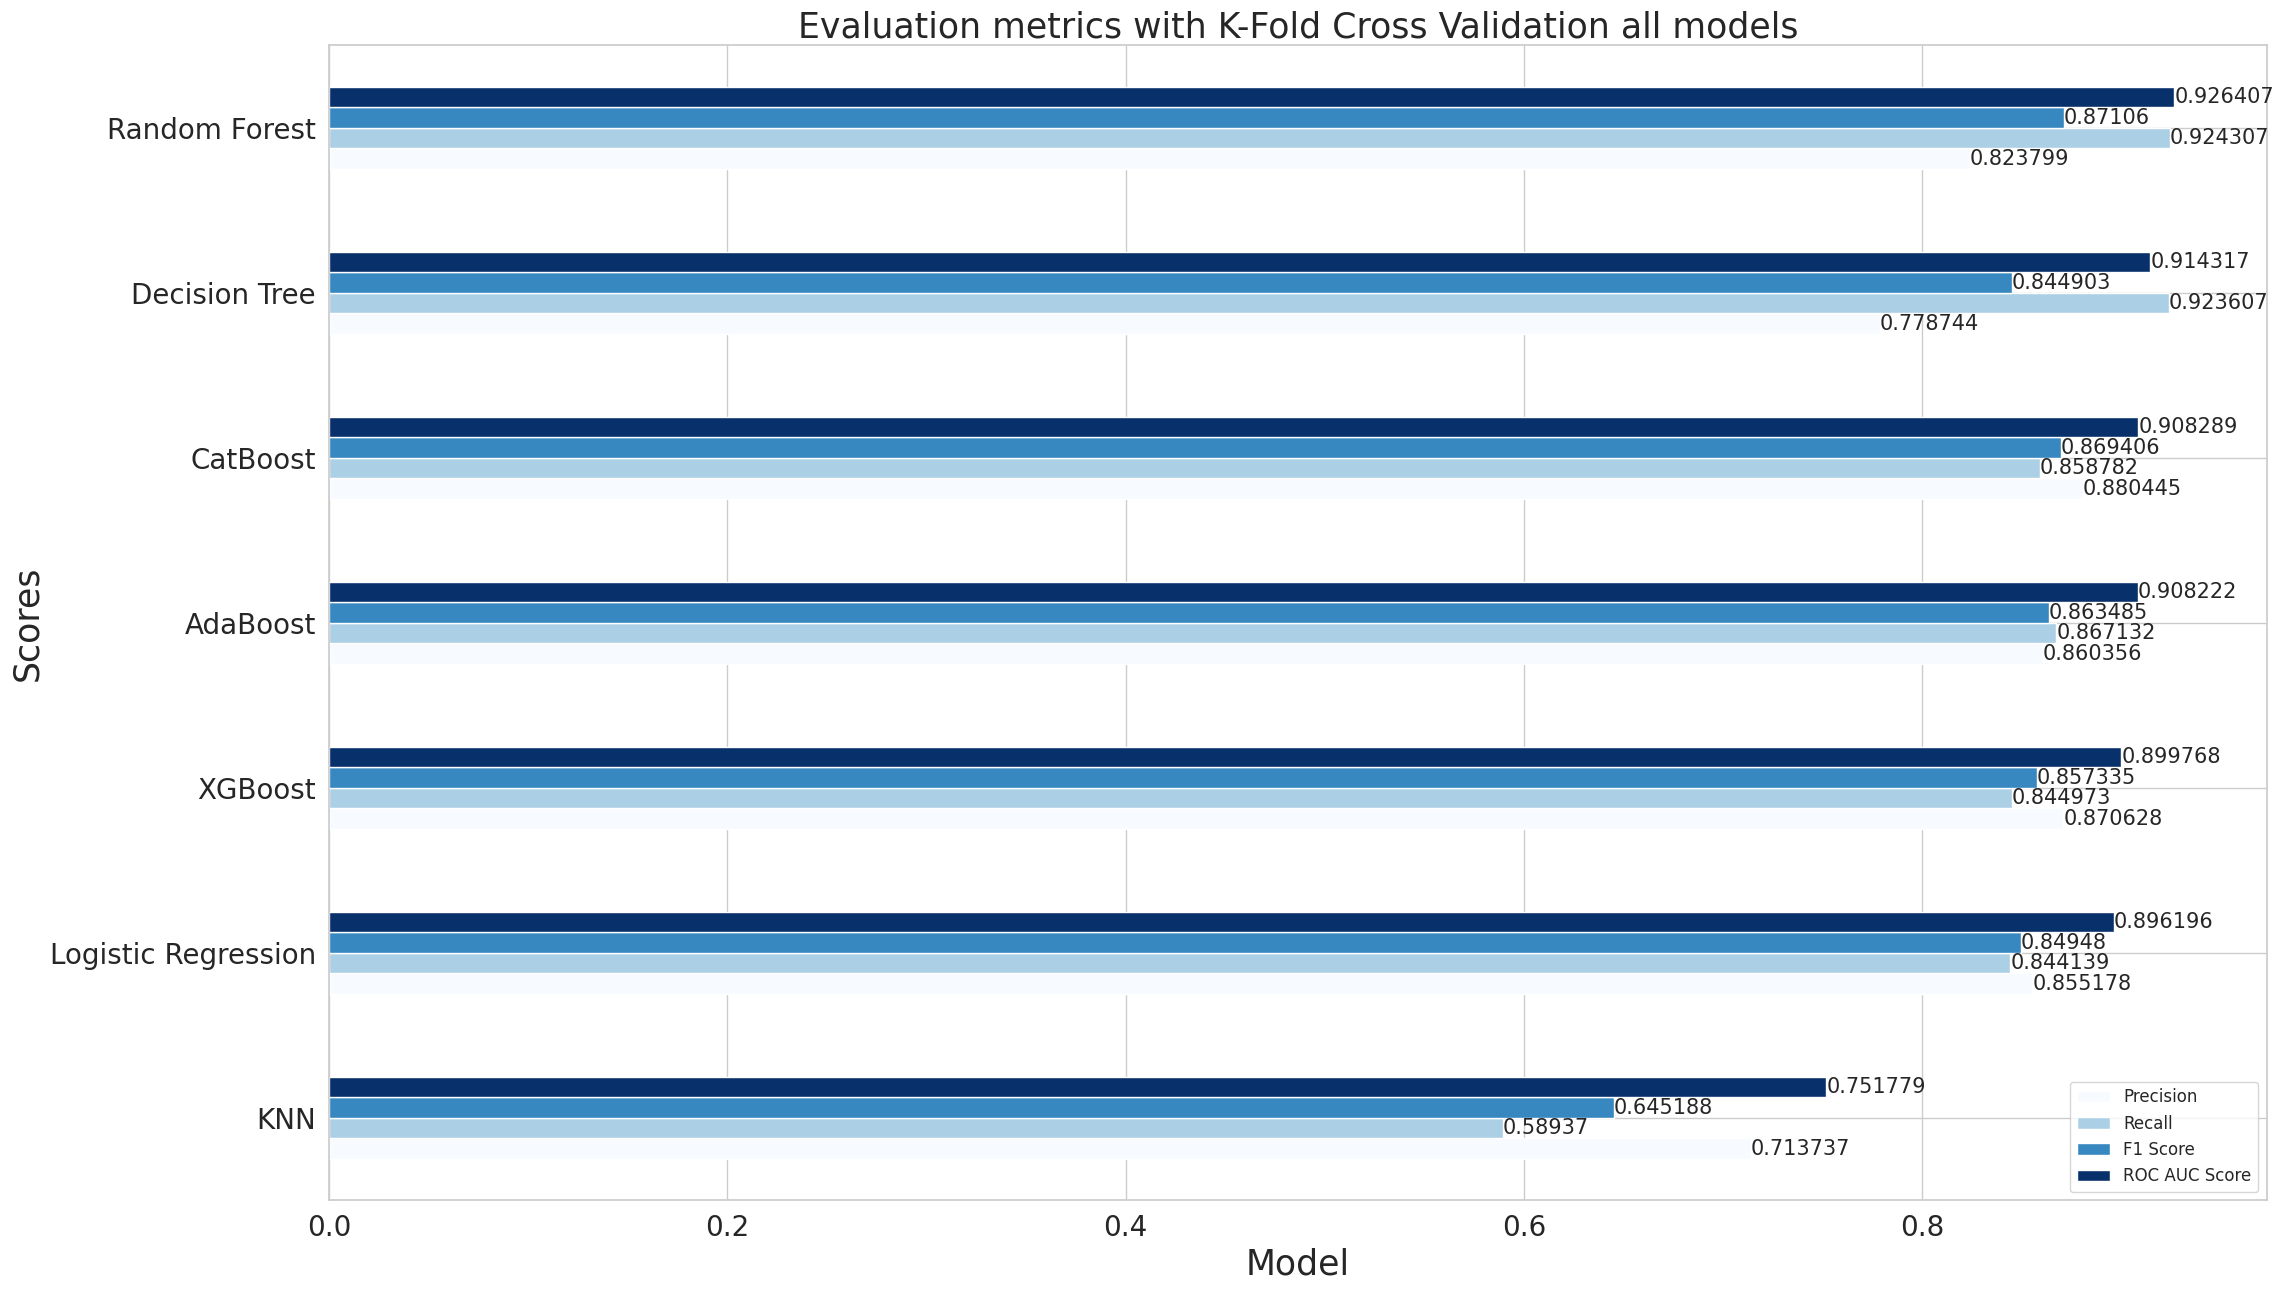 Evaluation metrics with K-Fold Cross Validation all models
Random Forest
0.926407
0.87106
0.924307
0.823799
Decision Tree
0.914317
0.844903
0.923607
0.778744
CatBoost
0.908289
0.869406
0.858782
0.880445
AdaBoost
0.908222
0.863485
0.867132
0.860356
XGBoost
0.899768
0.857335
0.844973
0.870628
Logistic Regression
0.896196
0.84948
0.844139
0.855178
KNN
0.751779
0.645188
0.58937
0.713737
Scores
Precision
Recall
F1 Score
ROC AUC Score
0.0 0.2 0.4 0.6 0.8
Model